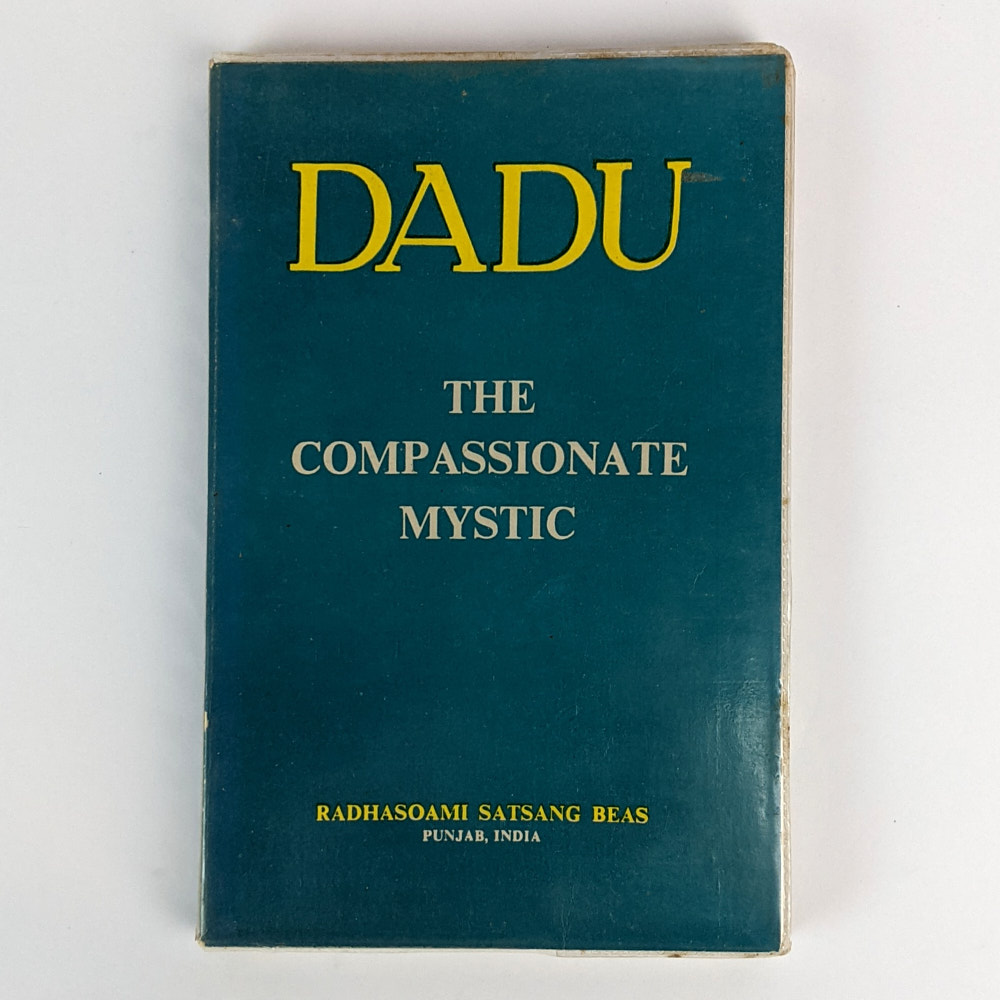 DADU
THE
COMPASSIONATE
MYSTIC
RADHASOAMI SATSANG BEAS
PUNJAB, INDIA